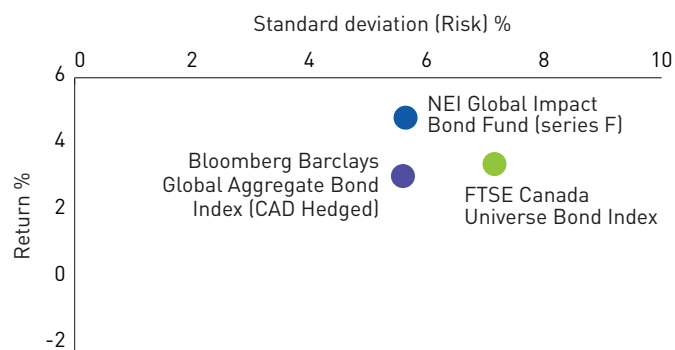 Standard deviation (Risk) %
0 2 4 6 8 10
6
4
2
0
-2
Return %
NEI Global Impact
Bond Fund (series F)
Bloomberg Barclays
Global Aggregate Bond
Index (CAD Hedged)
FTSE Canada
Universe Bond Index